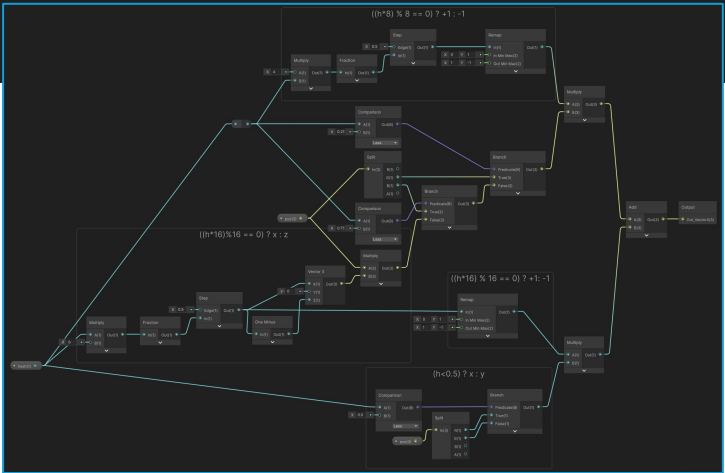 ((h*8) % 8 == 0) ? +1 : -1
Step
Edge(1) Out(1)
In(1)
Remap
In(1) Out(1)
In Min Max(2)
Out Min Max(2)
Multiply
A(1) Out(1)
B(1)
Fraction
In(1) Out(1)
Multiply
A(3) Out(3)
B(3)
Comparison
A(1) Out(B)
B(1)
Less
Split
In(3)
R(1)
G(1)
B(1)
A(1)
Branch
Predicate(B) Out(3)
True(3)
False(3)
Branch
Predicate(B) Out(3)
True(3)
False(3)
Comparison
A(1) Out(B)
B(1)
Less
pos(3)
Add
A(3) Out(3)
B(3)
Output
Out_Vector3(3)
((h*16)%16 == 0) ? x : z
Multiply
A(3) Out(3)
B(3)
Vector 3
X(1) Out(3)
Y(1)
Z(1)
Step
Edge(1) Out(1)
In(1)
Multiply
A(1) Out(1)
B(1)
Fraction
In(1) Out(1)
One Minus
In(1) Out(1)
hash(1)
((h*16) % 16 == 0) ? +1: -1
Remap
In(1) Out(1)
In Min Max(2)
Out Min Max(2)
Multiply
A(1) Out(1)
B(1)
(h<0.5) ? x : y
Comparison
A(1) Out(B)
B(1)
Less
Branch
Predicate(B) Out(1)
True(1)
False(1)
Split
In(3)
R(1)
G(1)
B(1)
A(1)
pos(3)